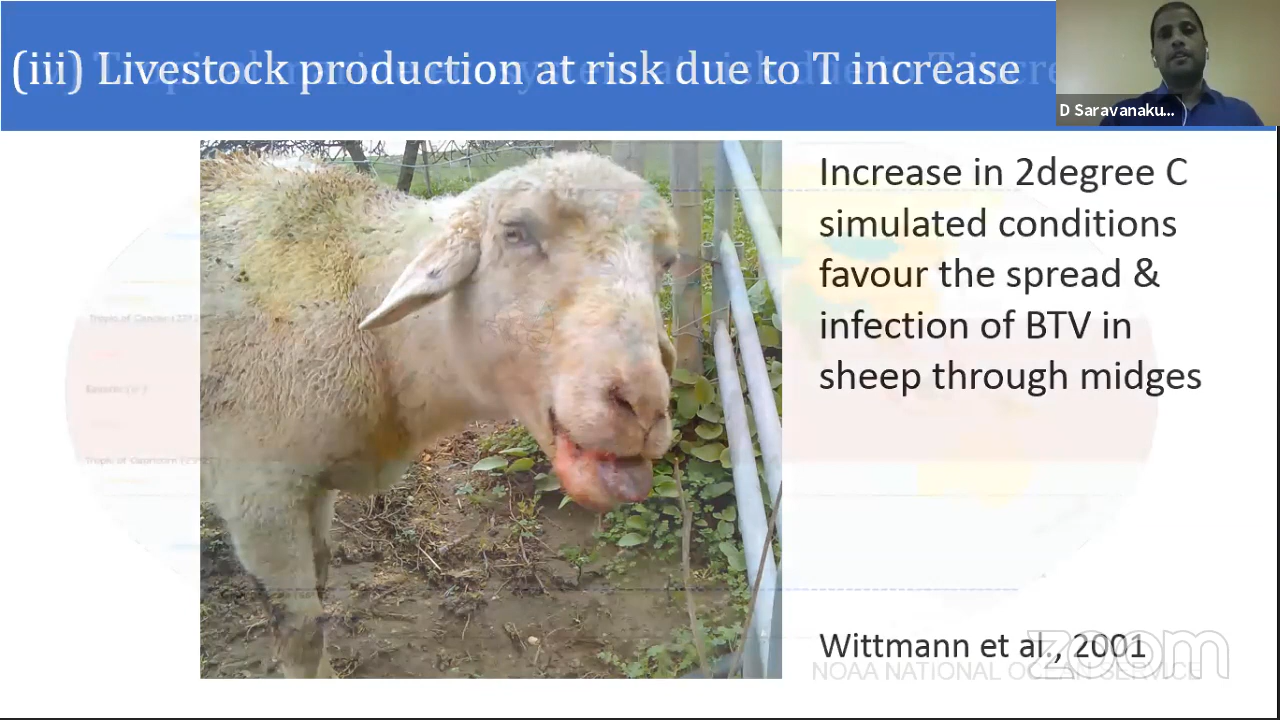 (iii) Livestock production at risk due to T increase
D Saravanaku...
Increase in 2degree C
simulated conditions
favour the spread &
infection of BTV in
sheep through midges
Wittmann et al., 2001
NOAA NATIONAL OCEAN SERVICE
zoom